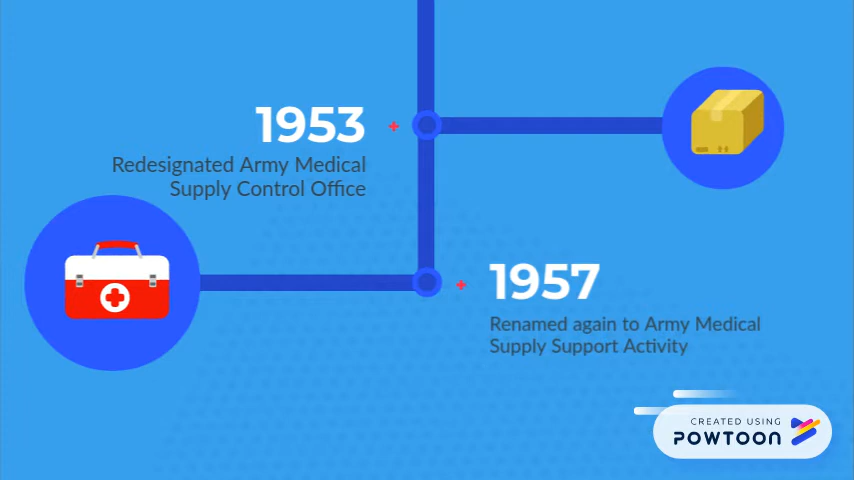 1953
Redesignated Army Medical
Supply Control Office
1957
Renamed again to Army Medical
Supply Support Activity
CREATED USING
POWTOON